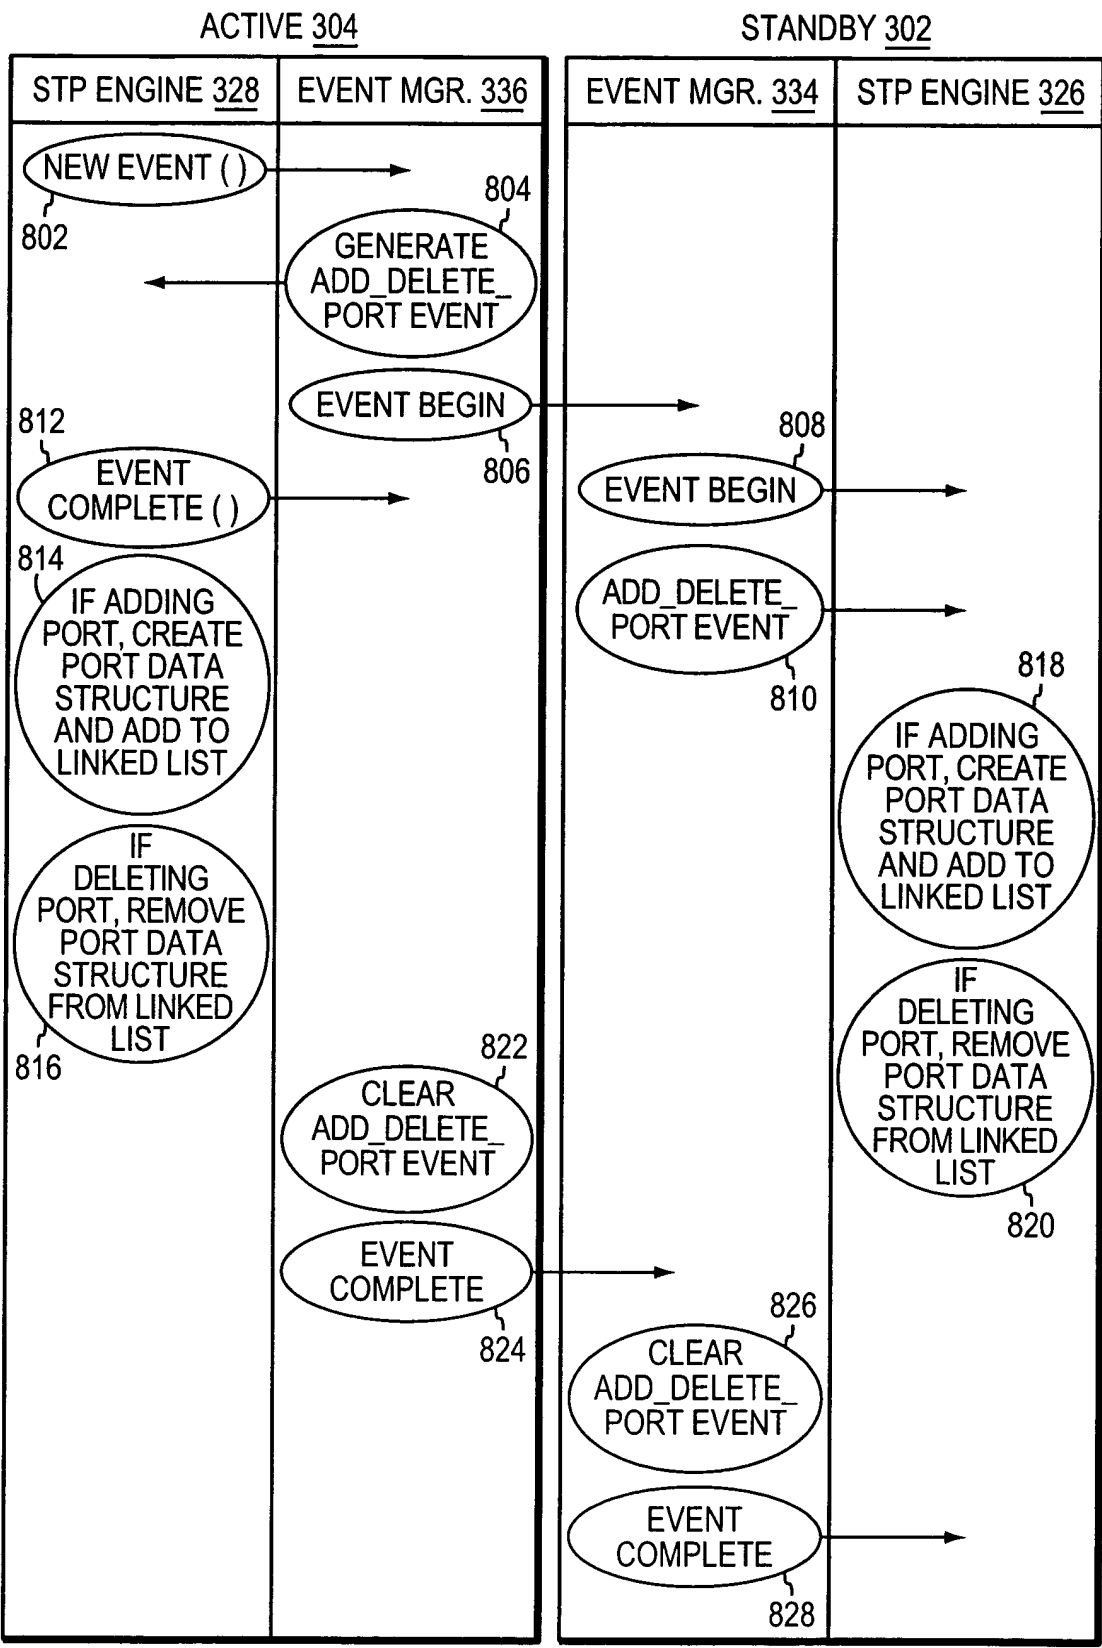 ACTIVE 304
STANDBY 302
STP ENGINE 328
EVENT MGR. 336
EVENT MGR. 334
STP ENGINE 326
NEW EVENT ( )
802
804
GENERATE
ADD_DELETE_
PORT EVENT
EVENT BEGIN
806
808
EVENT BEGIN
812
EVENT
COMPLETE ( )
ADD_DELETE_
PORT EVENT
810
814
IF ADDING
PORT, CREATE
PORT DATA
STRUCTURE
AND ADD TO
LINKED LIST
818
IF ADDING
PORT, CREATE
PORT DATA
STRUCTURE
AND ADD TO
LINKED LIST
IF
DELETING
PORT, REMOVE
PORT DATA
STRUCTURE
FROM LINKED
LIST
816
IF
DELETING
PORT, REMOVE
PORT DATA
STRUCTURE
FROM LINKED
LIST
820
822
CLEAR
ADD_DELETE_
PORT EVENT
EVENT
COMPLETE
824
826
CLEAR
ADD_DELETE_
PORT EVENT
EVENT
COMPLETE
828